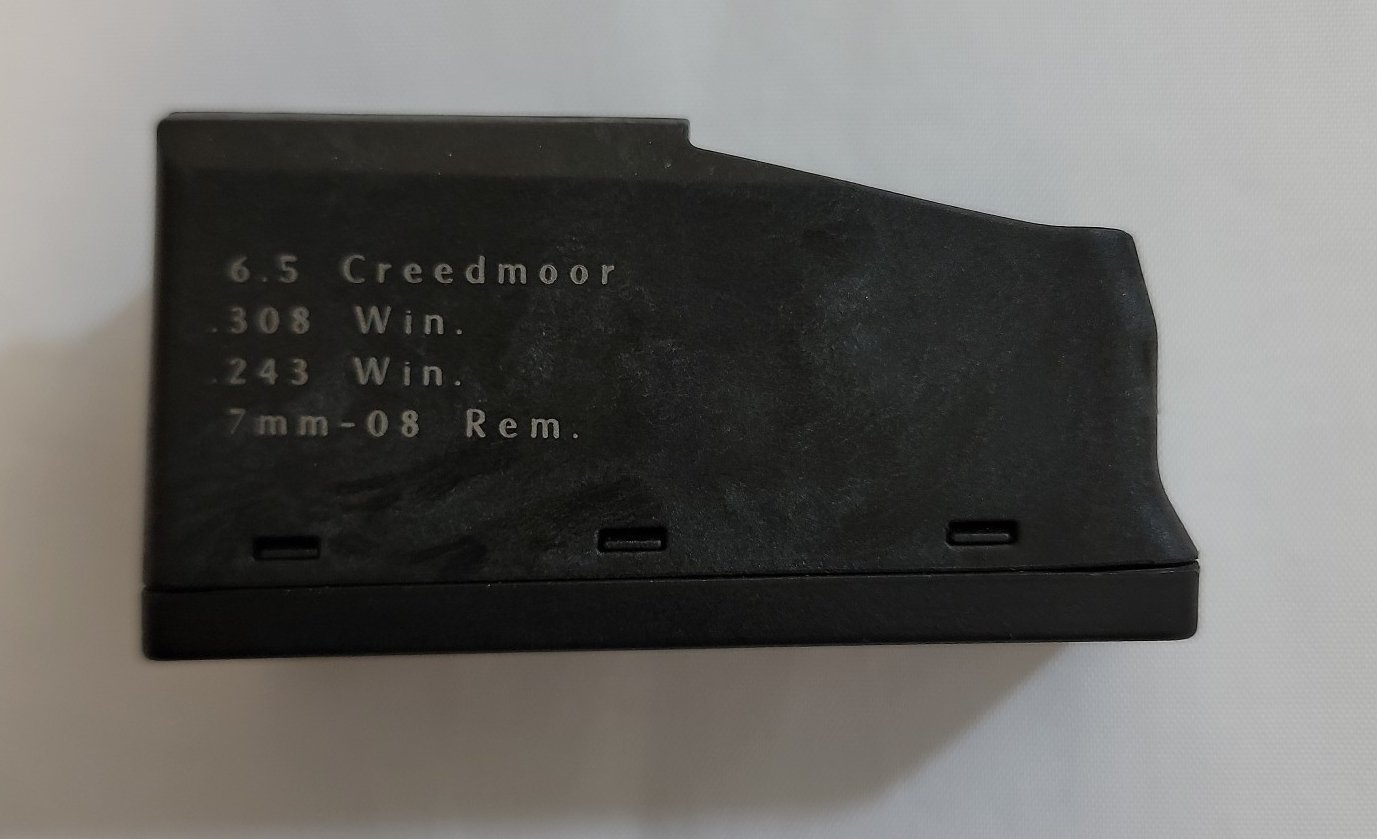 6.5 Creedmoor
.308 Win.
.243 Win.
7mm-08 Rem.